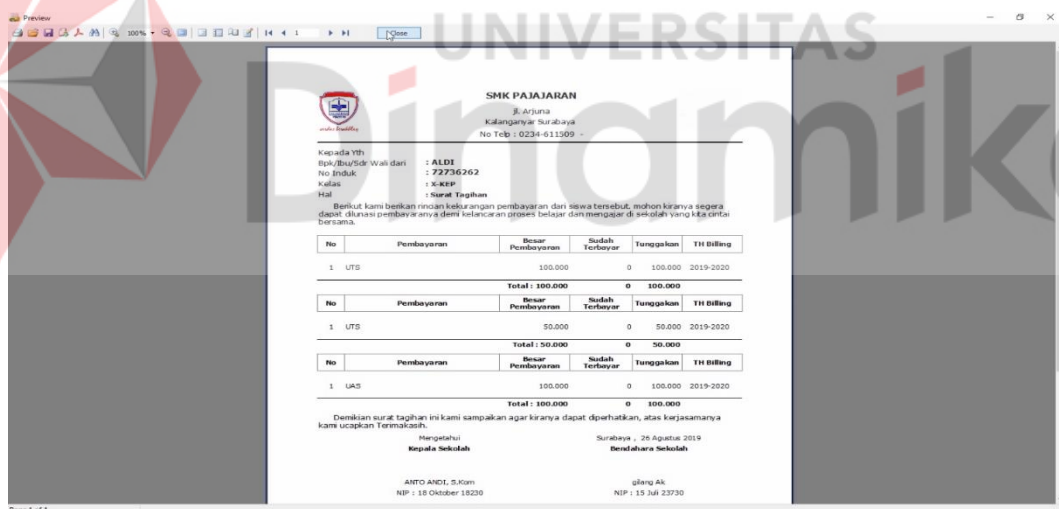 Preview
100%
1
Close
UNIVERSITAS
Dinamika
SMK PAJAJARAN
jl. Arjuna
Kalanganyar Surabaya
No Telp : 0234-611509 -
Kepada Yth
Bpk/Ibu/Sdr Wali dari : ALDI
No Induk : 72736262
Kelas : X-KEP
Hal : Surat Tagihan
Berikut kami berikan rincian kekurangan pembayaran dari siswa tersebut, mohon kiranya segera
dapat dilunasi pembayaranya demi kelancaran proses belajar dan mengajar di sekolah yang kita cintai
bersama.
No Pembayaran Besar Pembayaran Sudah Terbayar Tunggakan TH Billing
1 UTS 100.000 0 100.000 2019-2020
Total : 100.000 0 100.000
No Pembayaran Besar Pembayaran Sudah Terbayar Tunggakan TH Billing
1 UTS 50.000 0 50.000 2019-2020
Total : 50.000 0 50.000
No Pembayaran Besar Pembayaran Sudah Terbayar Tunggakan TH Billing
1 UAS 100.000 0 100.000 2019-2020
Total : 100.000 0 100.000
Demikian surat tagihan ini kami sampaikan agar kiranya dapat diperhatikan, atas kerjasamanya
kami ucapkan Terimakasih.
Mengetahui Surabaya , 26 Agustus 2019
Kepala Sekolah Bendahara Sekolah
ANTO ANDI, S.Kom gilang Ak
NIP : 18 Oktober 18230 NIP : 15 Juli 23730